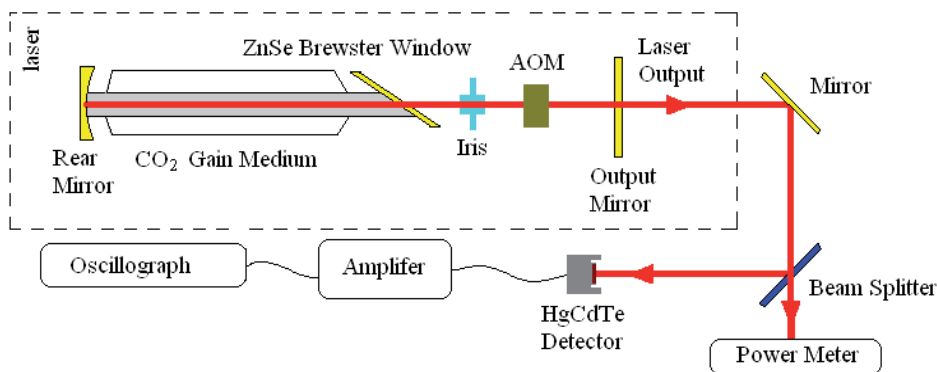 laser
ZnSe Brewster Window
AOM
Laser
Output
Mirror
Iris
Rear
Mirror
CO₂ Gain Medium
Output
Mirror
Oscillograph
Amplifer
HgCdTe
Detector
Beam Splitter
Power Meter